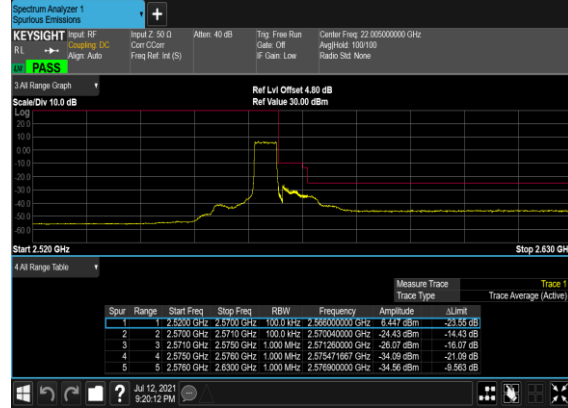 Spectrum Analyzer 1
Spurious Emissions
KEYSIGHT Input: RF Input Z: 50 Ω Atten: 40 dB Trig: Free Run Center Freq: 22.005000000 GHz
RL Coupling: DC Corr CCorr Gate: Off Avg|Hold: 100/100
Align: Auto Freq Ref: Int (S) IF Gain: Low Radio Std: None
PASS
3 All Range Graph
Ref Lvl Offset 4.80 dB
Scale/Div 10.0 dB Ref Value 30.00 dBm
Log
20.0
10.0
0.00
-10.0
-20.0
-30.0
-40.0
-50.0
-60.0
Start 2.520 GHz Stop 2.630 GH
4 All Range Table
Measure Trace Trace 1
Trace Type Trace Average (Active)
Spur Range Start Freq Stop Freq RBW Frequency Amplitude ΔLimit
1 1 2.5200 GHz 2.5700 GHz 100.0 kHz 2.566000000 GHz 6.447 dBm -23.55 dB
2 2 2.5700 GHz 2.5710 GHz 100.0 kHz 2.570040000 GHz -24.43 dBm -14.43 dB
3 3 2.5710 GHz 2.5750 GHz 1.000 MHz 2.571260000 GHz -26.07 dBm -16.07 dB
4 4 2.5750 GHz 2.5760 GHz 1.000 MHz 2.575471667 GHz -34.09 dBm -21.09 dB
5 5 2.5760 GHz 2.6300 GHz 1.000 MHz 2.576900000 GHz -34.56 dBm -9.563 dB
Jul 12, 2021
9:20:12 PM